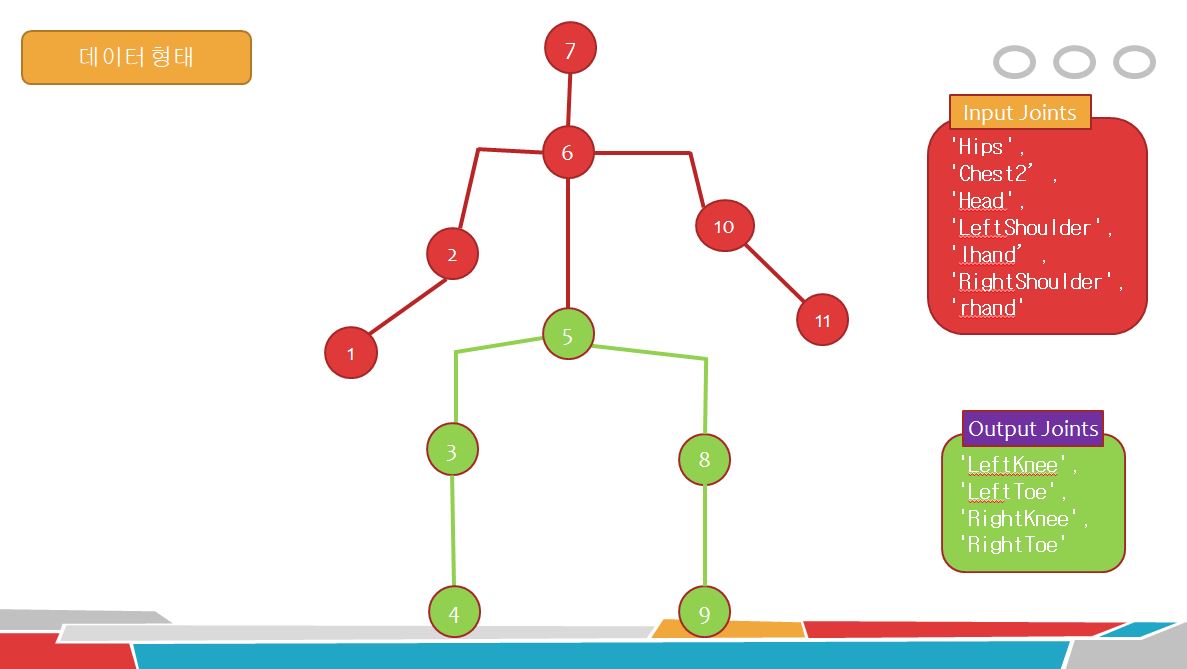 데이터 형태
7
6
10
2
11
5
1
3
8
4
9
Input Joints
'Hips',
'Chest2’ ,
'Head',
'LeftShoulder',
'lhand’ ,
'RightShoulder',
'rhand'
Output Joints
'LeftKnee',
'LeftToe',
'RightKnee',
'RightToe'